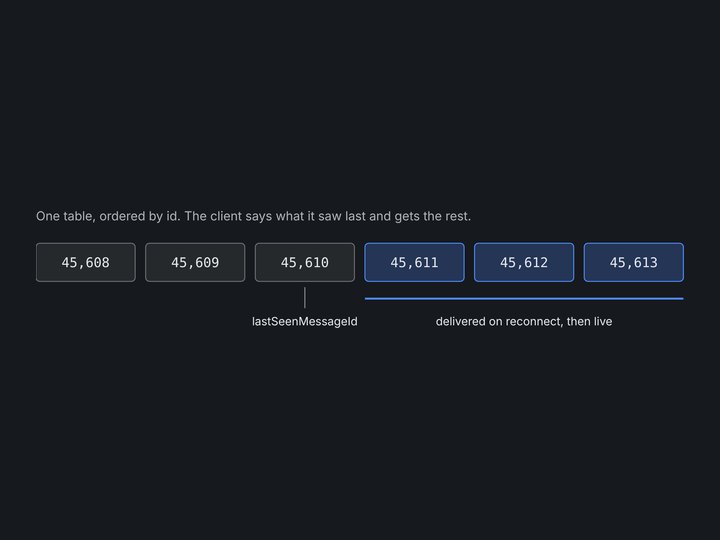 One table, ordered by id. The client says what it saw last and gets the rest.
45,608 45,609 45,610 45,611 45,612 45,613
lastSeenMessageId delivered on reconnect, then live